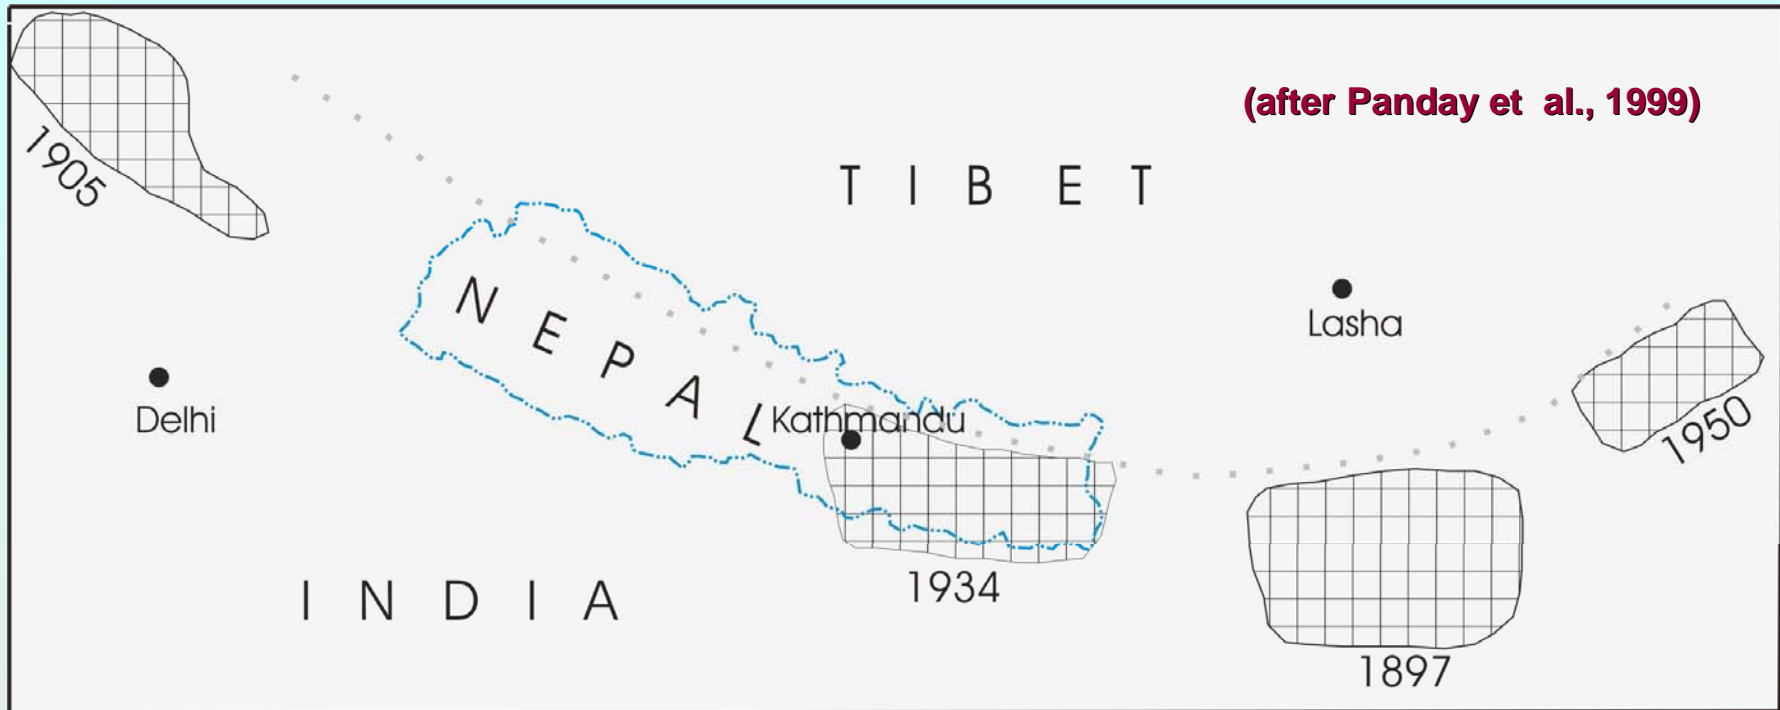 (after Panday et al., 1999)
1905
TIBET
NEPAL
Lasha
Delhi
Kathmandu
1950
INDIA
1934
1897